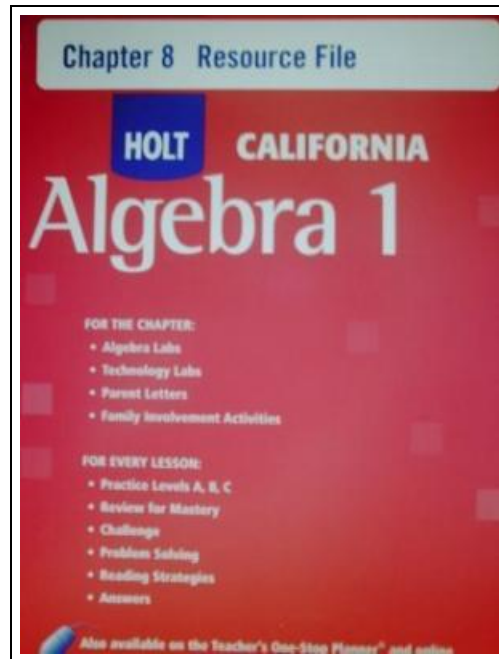 Chapter 8 Resource File
HOLT CALIFORNIA
Algebra 1
FOR THE CHAPTER:
• Algebra Labs
• Technology Labs
• Parent Letters
• Family Involvement Activities
FOR EVERY LESSON:
• Practice Levels A, B, C
• Review for Mastery
• Challenge
• Problem Solving
• Reading Strategies
• Answers
Also available on the Teacher's One-Stop Planner® and online